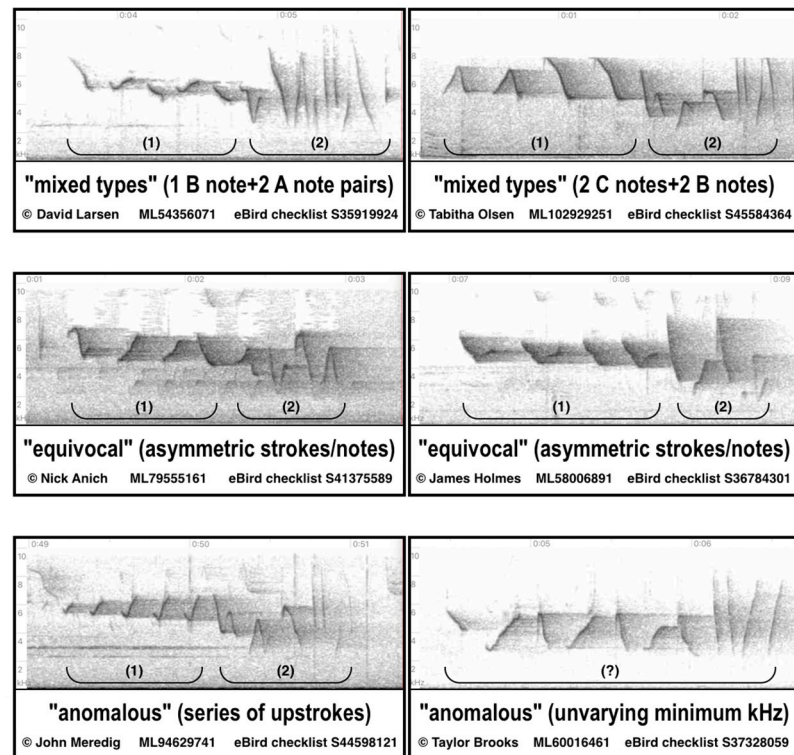 0:04 0:05
10
8
6
4
2
kHz
(1) (2)
"mixed types" (1 B note+2 A note pairs)
© David Larsen ML54356071 eBird checklist S35919924
0:01 0:02
10
8
6
4
2
kHz
(1) (2)
"mixed types" (2 C notes+2 B notes)
© Tabitha Olsen ML102929251 eBird checklist S45584364
0:01 0:02 0:03
10
8
6
4
2
kHz
(1) (2)
"equivocal" (asymmetric strokes/notes)
© Nick Anich ML79555161 eBird checklist S41375589
0:07 0:08 0:09
10
8
6
4
2
kHz
(1) (2)
"equivocal" (asymmetric strokes/notes)
© James Holmes ML58006891 eBird checklist S36784301
0:49 0:50 0:51
10
8
6
4
2
kHz
(1) (2)
"anomalous" (series of upstrokes)
© John Meredig ML94629741 eBird checklist S44598121
0:05 0:06
10
8
6
4
2
kHz
(?)
"anomalous" (unvarying minimum kHz)
© Taylor Brooks ML60016461 eBird checklist S37328059